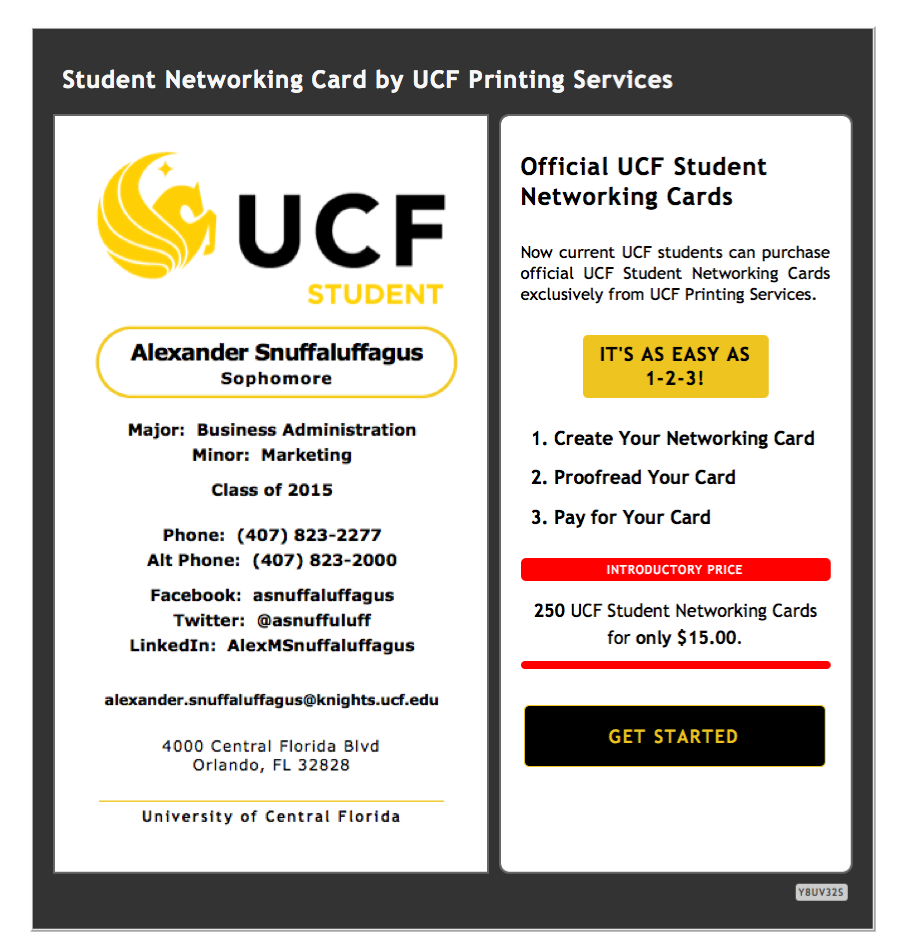 Student Networking Card by UCF Printing Services
UCF
STUDENT
Alexander Snuffaluffagus
Sophomore
Major: Business Administration
Minor: Marketing
Class of 2015
Phone: (407) 823-2277
Alt Phone: (407) 823-2000
Facebook: asnuffaluffagus
Twitter: @asnuffuluff
LinkedIn: AlexMSnuffaluffagus
alexander.snuffaluffagus@knights.ucf.edu
4000 Central Florida Blvd
Orlando, FL 32828
University of Central Florida
Official UCF Student
Networking Cards
Now current UCF students can purchase
official UCF Student Networking Cards
exclusively from UCF Printing Services.
IT'S AS EASY AS
1-2-3!
1. Create Your Networking Card
2. Proofread Your Card
3. Pay for Your Card
INTRODUCTORY PRICE
250 UCF Student Networking Cards
for only $15.00.
GET STARTED
Y8UV32S